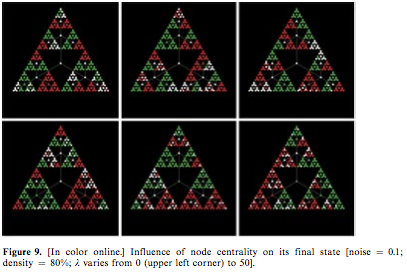 Figure 9. [In color online.] Influence of node centrality on its final state [noise = 0.1;
density = 80%; λ varies from 0 (upper left corner) to 50].